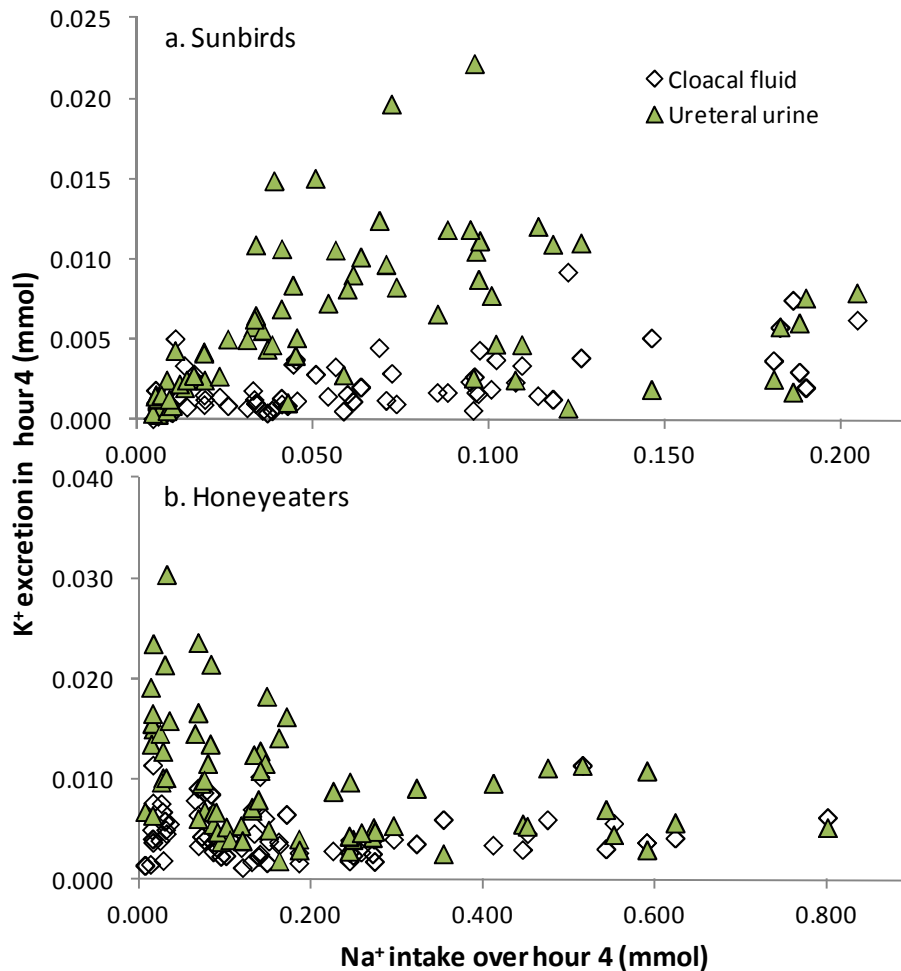 0.025
a. Sunbirds
Cloacal fluid
Ureteral urine
0.020
0.015
0.010
0.005
0.000
0.000 0.050 0.100 0.150 0.200
K⁺ excretion in hour 4 (mmol)
0.040
b. Honeyeaters
0.030
0.020
0.010
0.000
0.000 0.200 0.400 0.600 0.800
Na⁺ intake over hour 4 (mmol)